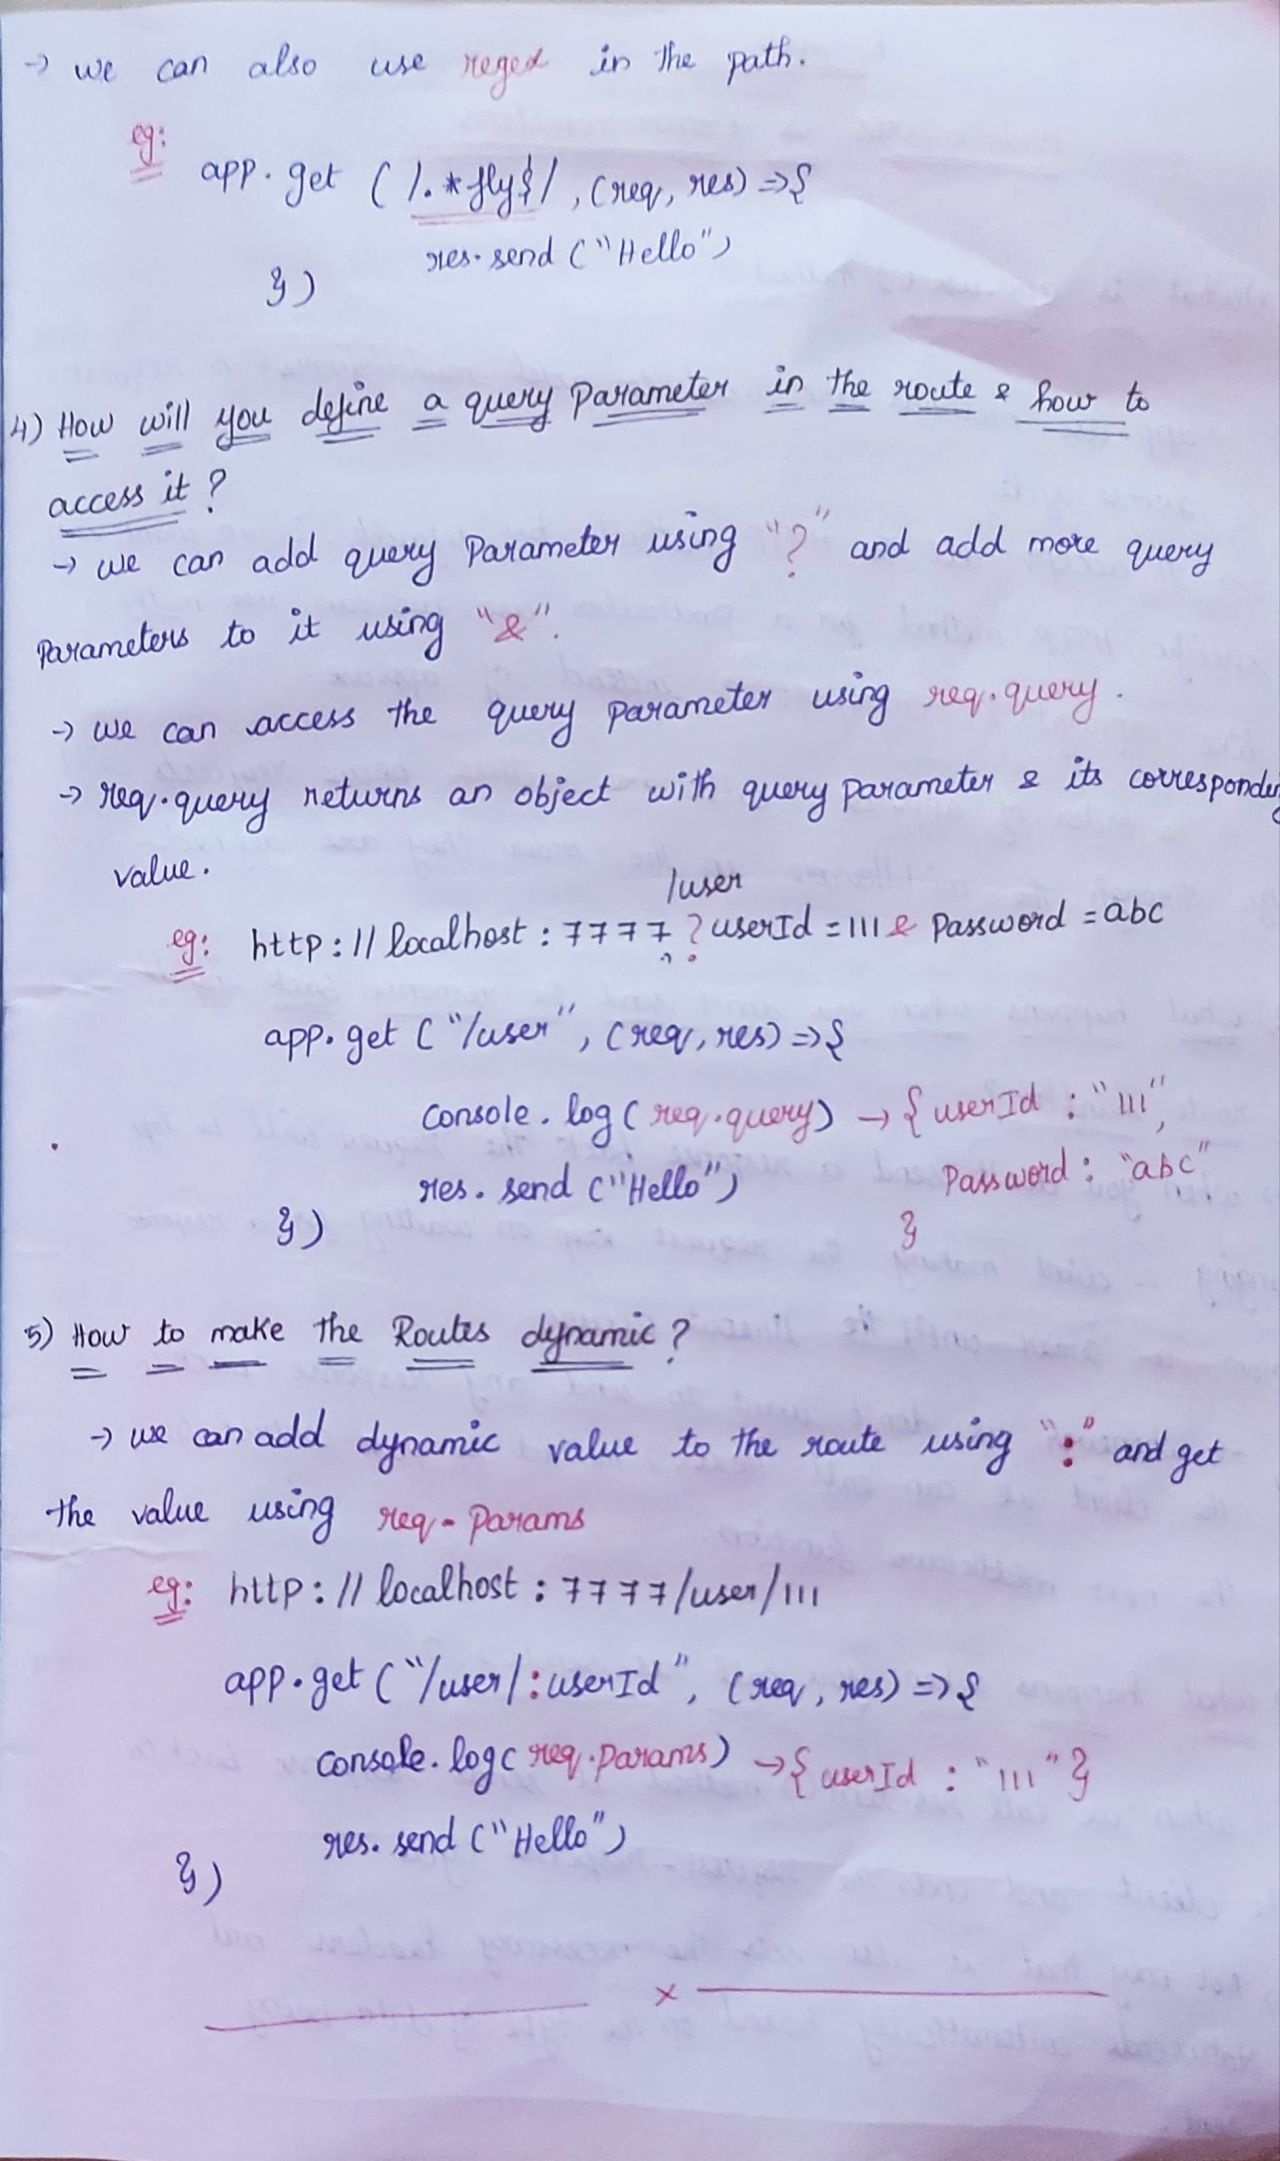 → we can also use regex in the path.
eg:
app.get (/.*fly$/, (req, res) => {
res.send ("Hello")
})
4) How will you define a query Parameter in the route & how to
access it?
→ we can add query Parameter using "?" and add more query
Parameters to it using "&".
→ we can access the query parameter using req.query.
→ req.query returns an object with query parameter & its corresponding
value.
/user
eg: http://localhost:7777?userId=111& Password=abc
app.get ("/user", (req, res) => {
console.log(req.query) → { userId : "111",
res.send ("Hello") Password : "abc"
}) }
5) How to make the Routes dynamic?
→ we can add dynamic value to the route using ":" and get
the value using req-Params
eg: http://localhost:7777/user/111
app.get ("/user/:userId", (req, res) => {
console.log(req.params) → { userId : "111" }
res.send ("Hello")
})
x